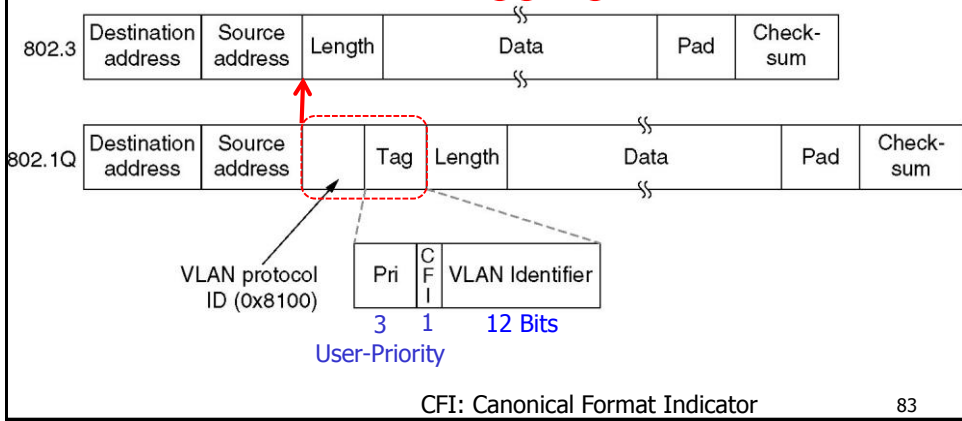 802.3
Destination address
Source address
Length
Data
Pad
Check-sum
802.1Q
Destination address
Source address
Tag
Length
Data
Pad
Check-sum
VLAN protocol
ID (0x8100)
Pri
CFI
VLAN Identifier
3
1
12 Bits
User-Priority
CFI: Canonical Format Indicator
83